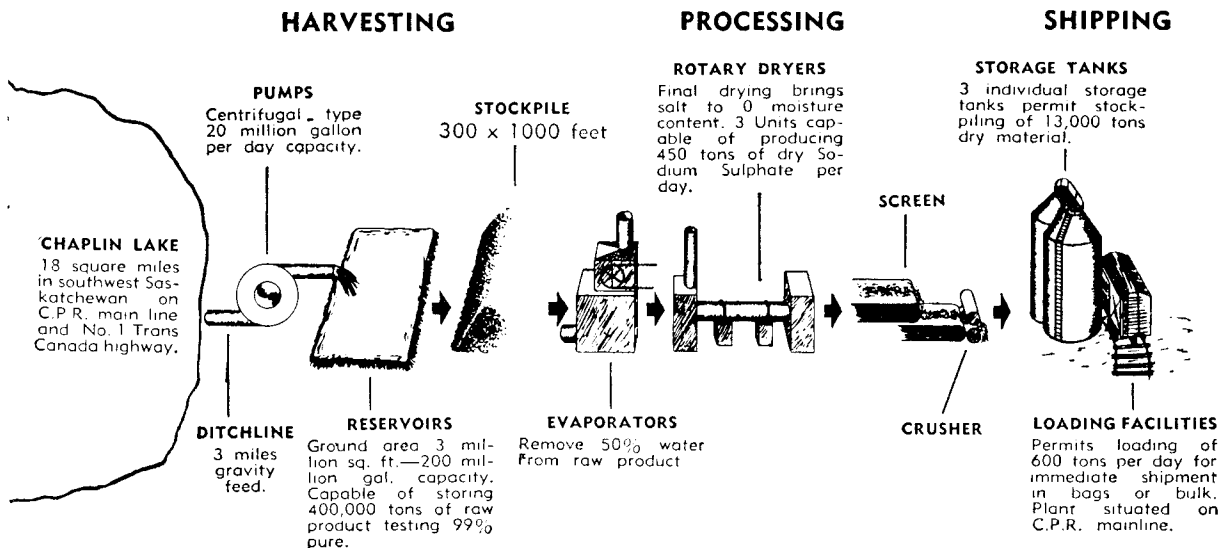 HARVESTING
PROCESSING
SHIPPING
PUMPS
Centrifugal - type
20 million gallon
per day capacity.
STOCKPILE
300 x 1000 feet
ROTARY DRYERS
Final drying brings
salt to 0 moisture
content. 3 Units cap-
able of producing
450 tons of dry So-
dium Sulphate per
day.
STORAGE TANKS
3 individual storage
tanks permit stock-
piling of 13,000 tons
dry material.
SCREEN
CHAPLIN LAKE
18 square miles
in southwest Sas-
katchewan on
C.P.R. main line
and No. 1 Trans
Canada highway.
DITCHLINE
3 miles
gravity
feed.
RESERVOIRS
Ground area 3 mil-
lion sq. ft.—200 mil-
lion gal. capacity.
Capable of storing
400,000 tons of raw
product testing 99%
pure.
EVAPORATORS
Remove 50% water
from raw product
CRUSHER
LOADING FACILITIES
Permits loading of
600 tons per day for
immediate shipment
in bags or bulk.
Plant situated on
C.P.R. mainline.